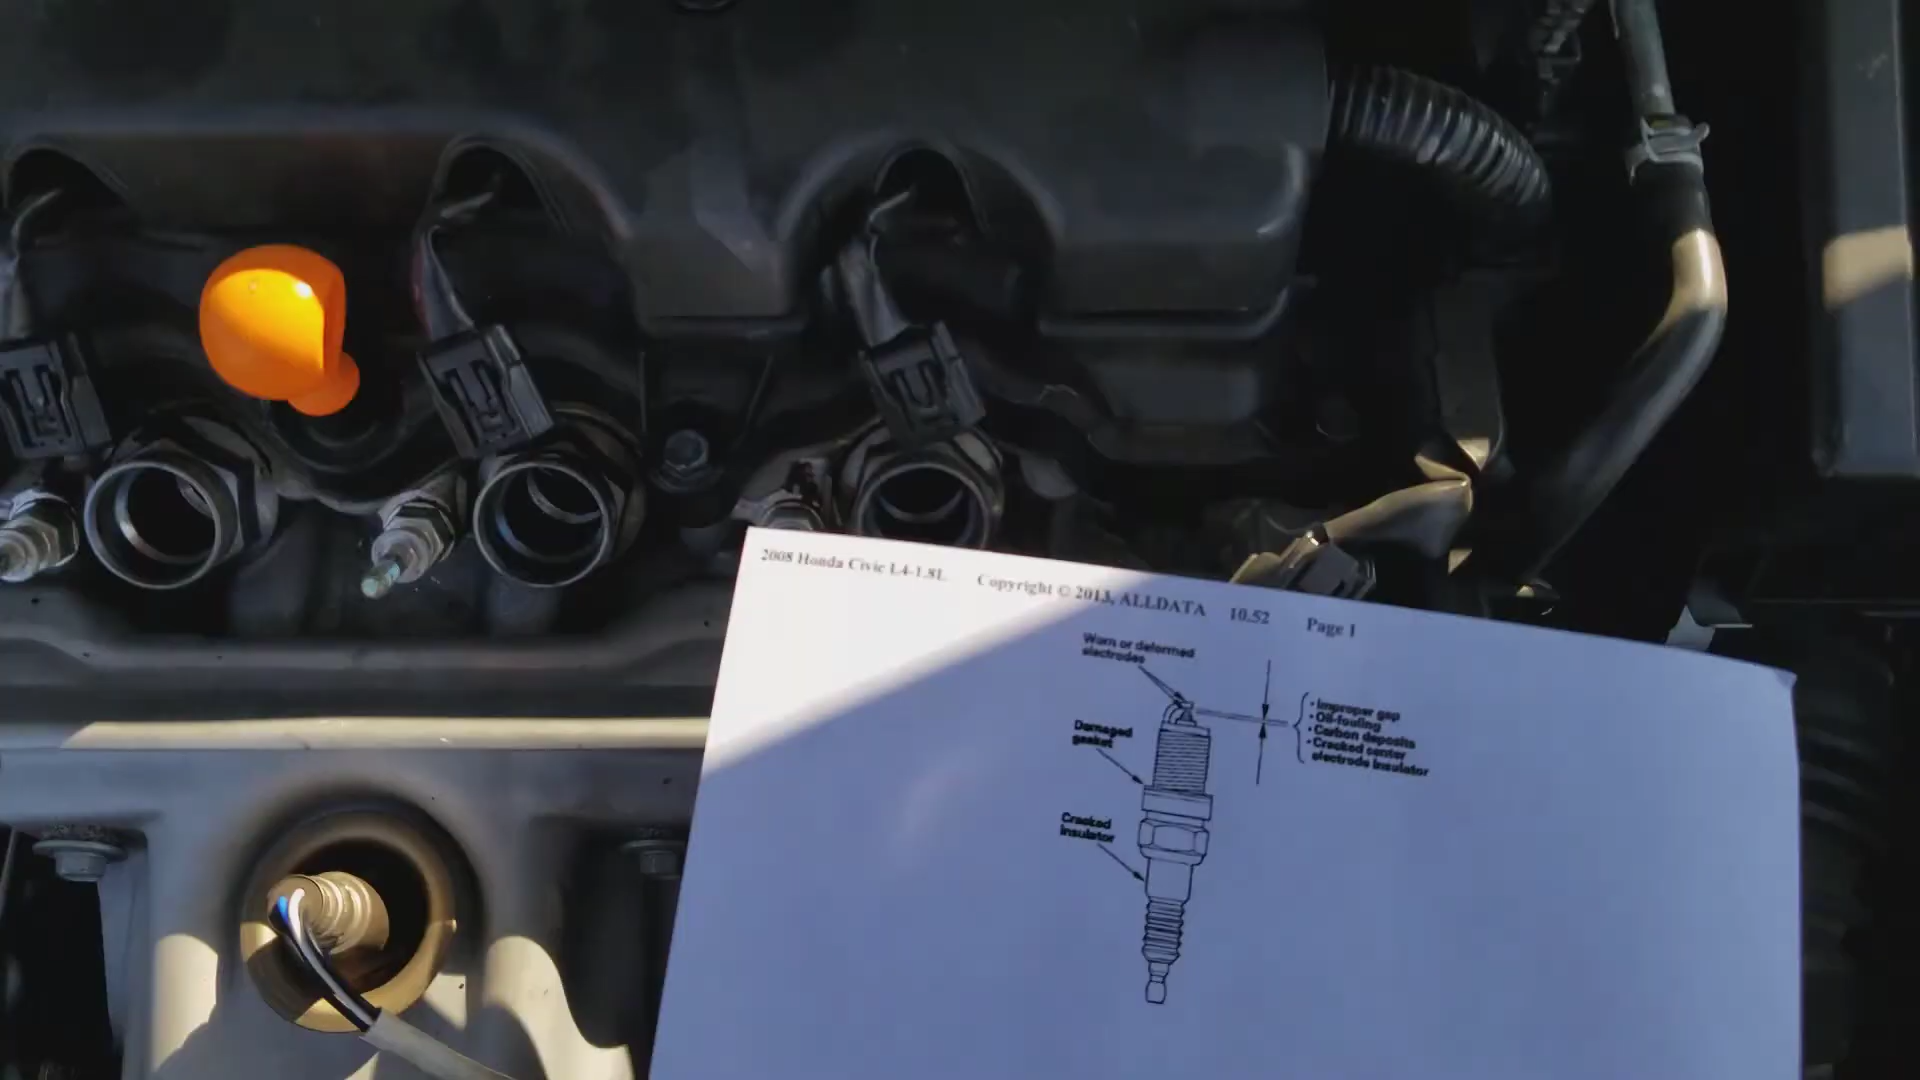 2008 Honda Civic L4-1.8L Copyright © 2013, ALLDATA 10.52 Page 1
Worn or deformed
electrodes
Damaged
gasket
Cracked
insulator
• Improper gap
• Oil-fouling
• Carbon deposits
• Cracked center
electrode insulator